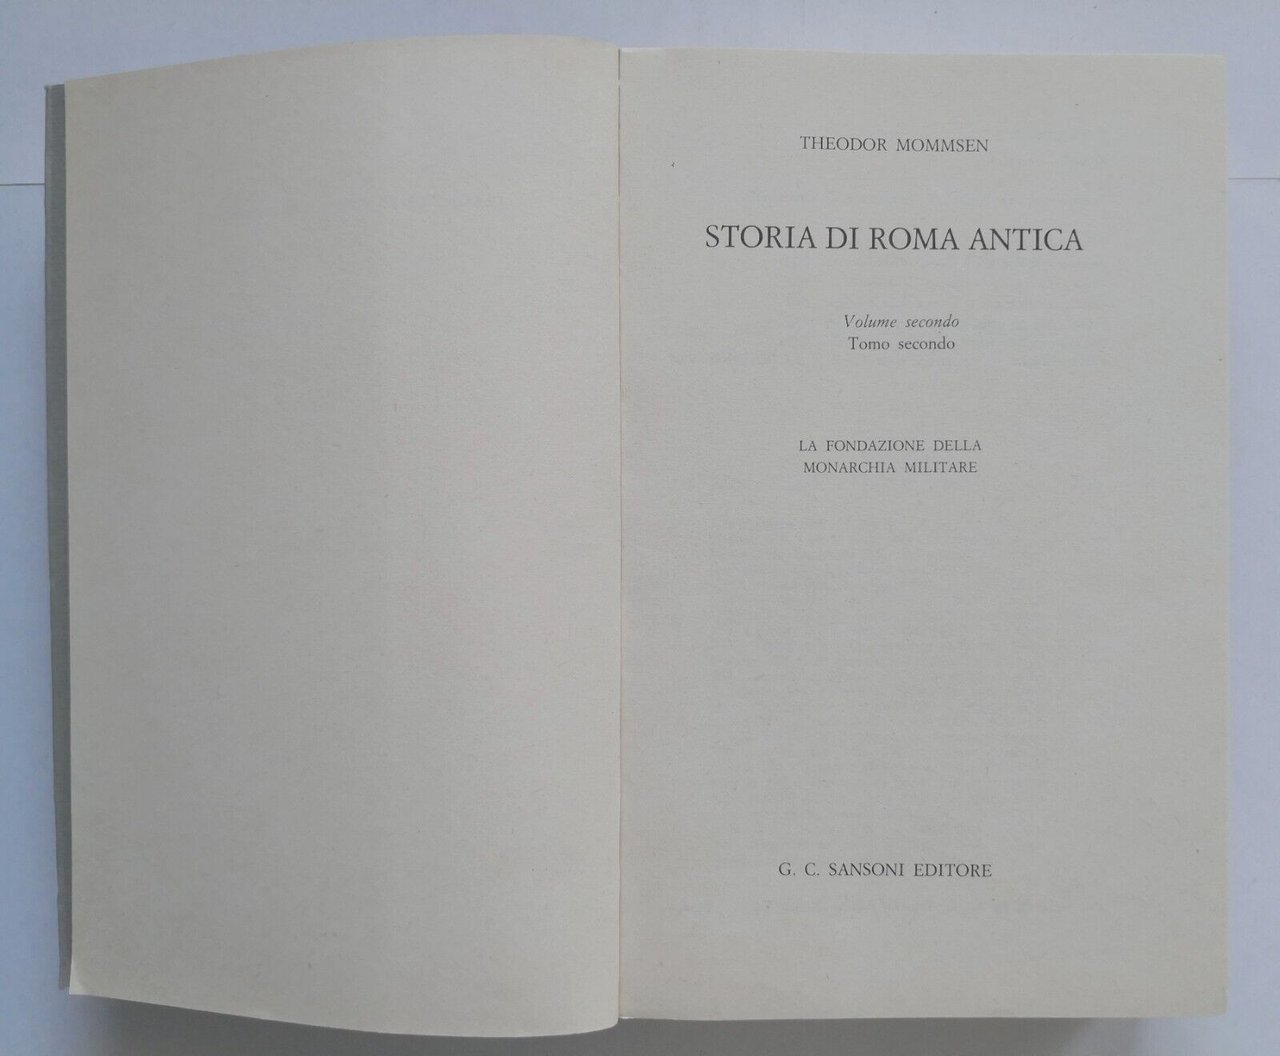 THEODOR MOMMSEN
STORIA DI ROMA ANTICA
Volume secondo
Tomo secondo
LA FONDAZIONE DELLA
MONARCHIA MILITARE
G. C. SANSONI EDITORE